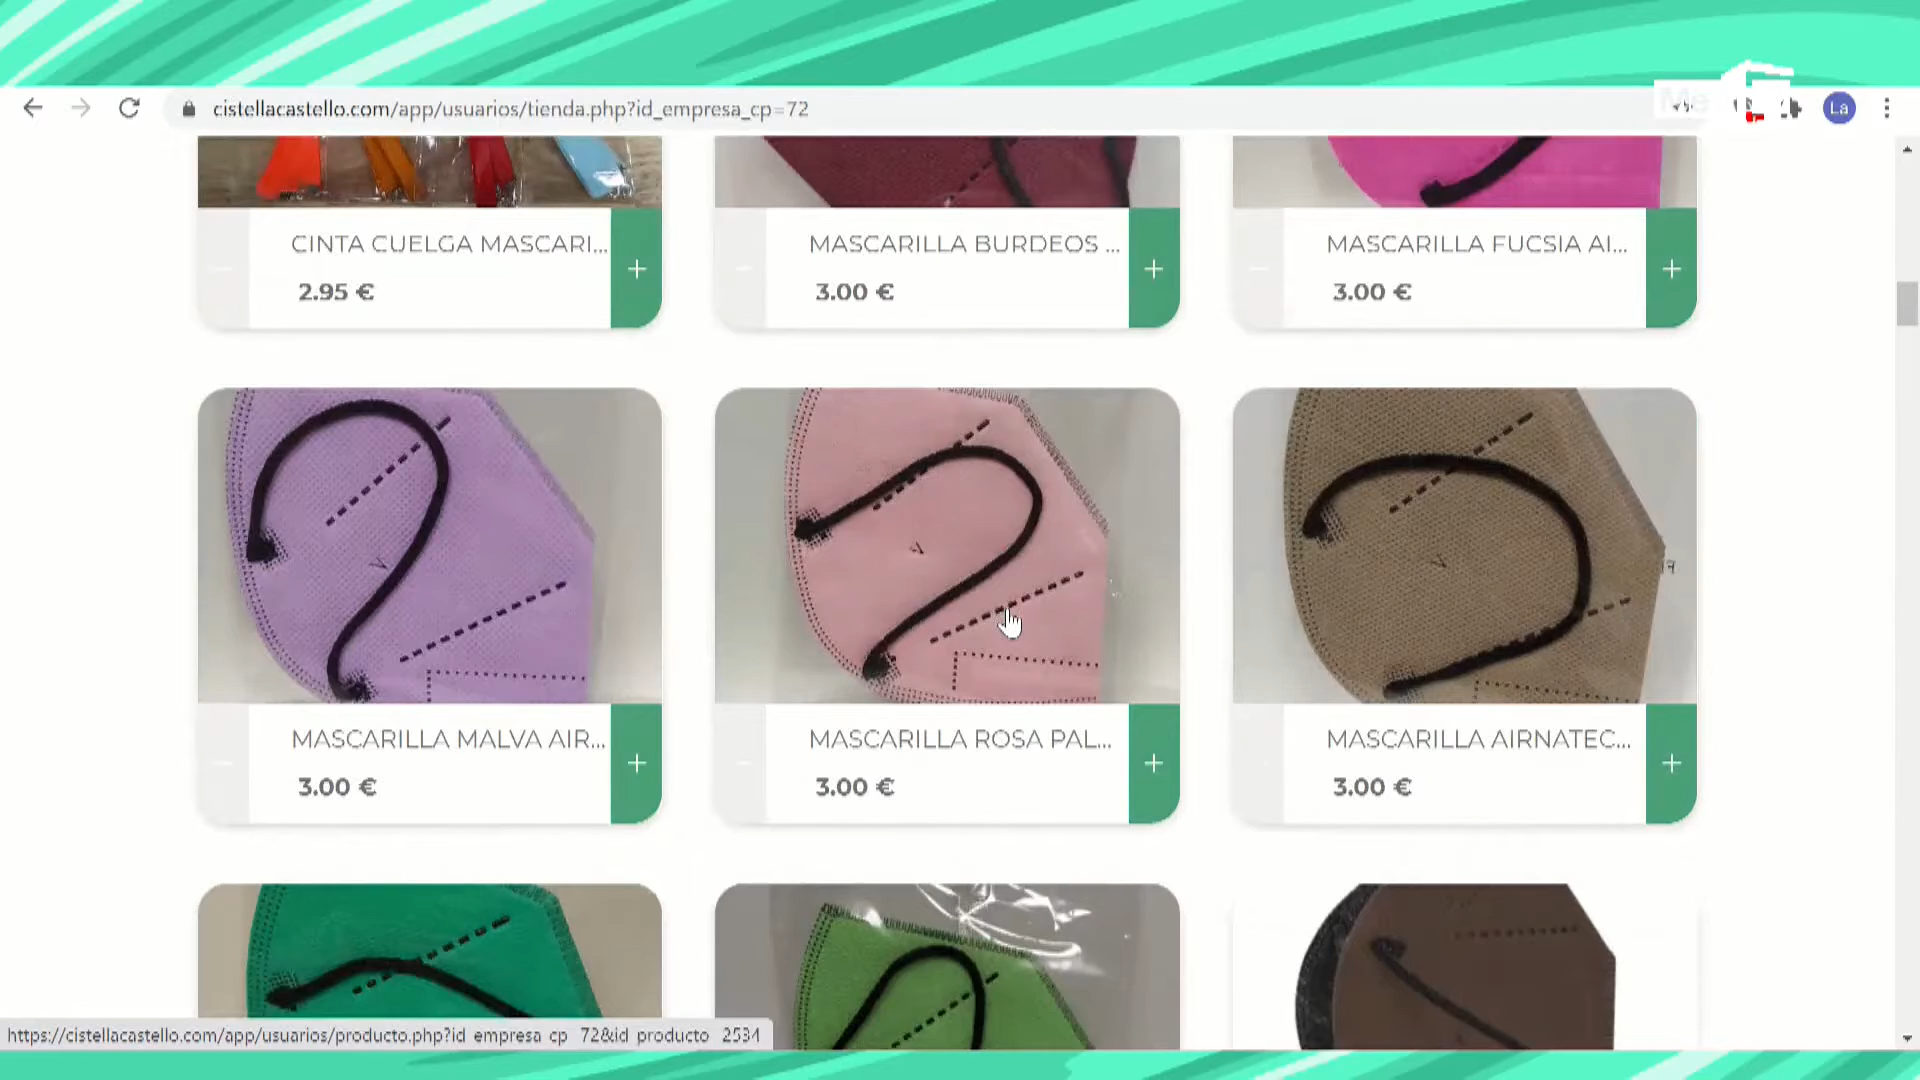 cistellacastello.com/app/usuarios/tienda.php?id_empresa_cp=72
La
CINTA CUELGA MASCARI...
2.95 €
MASCARILLA BURDEOS ...
3.00 €
MASCARILLA FUCSIA AI...
3.00 €
MASCARILLA MALVA AIR...
3.00 €
MASCARILLA ROSA PAL...
3.00 €
MASCARILLA AIRNATEC...
3.00 €
https://cistellacastello.com/app/usuarios/producto.php?id_empresa_cp=72&id_producto=2534